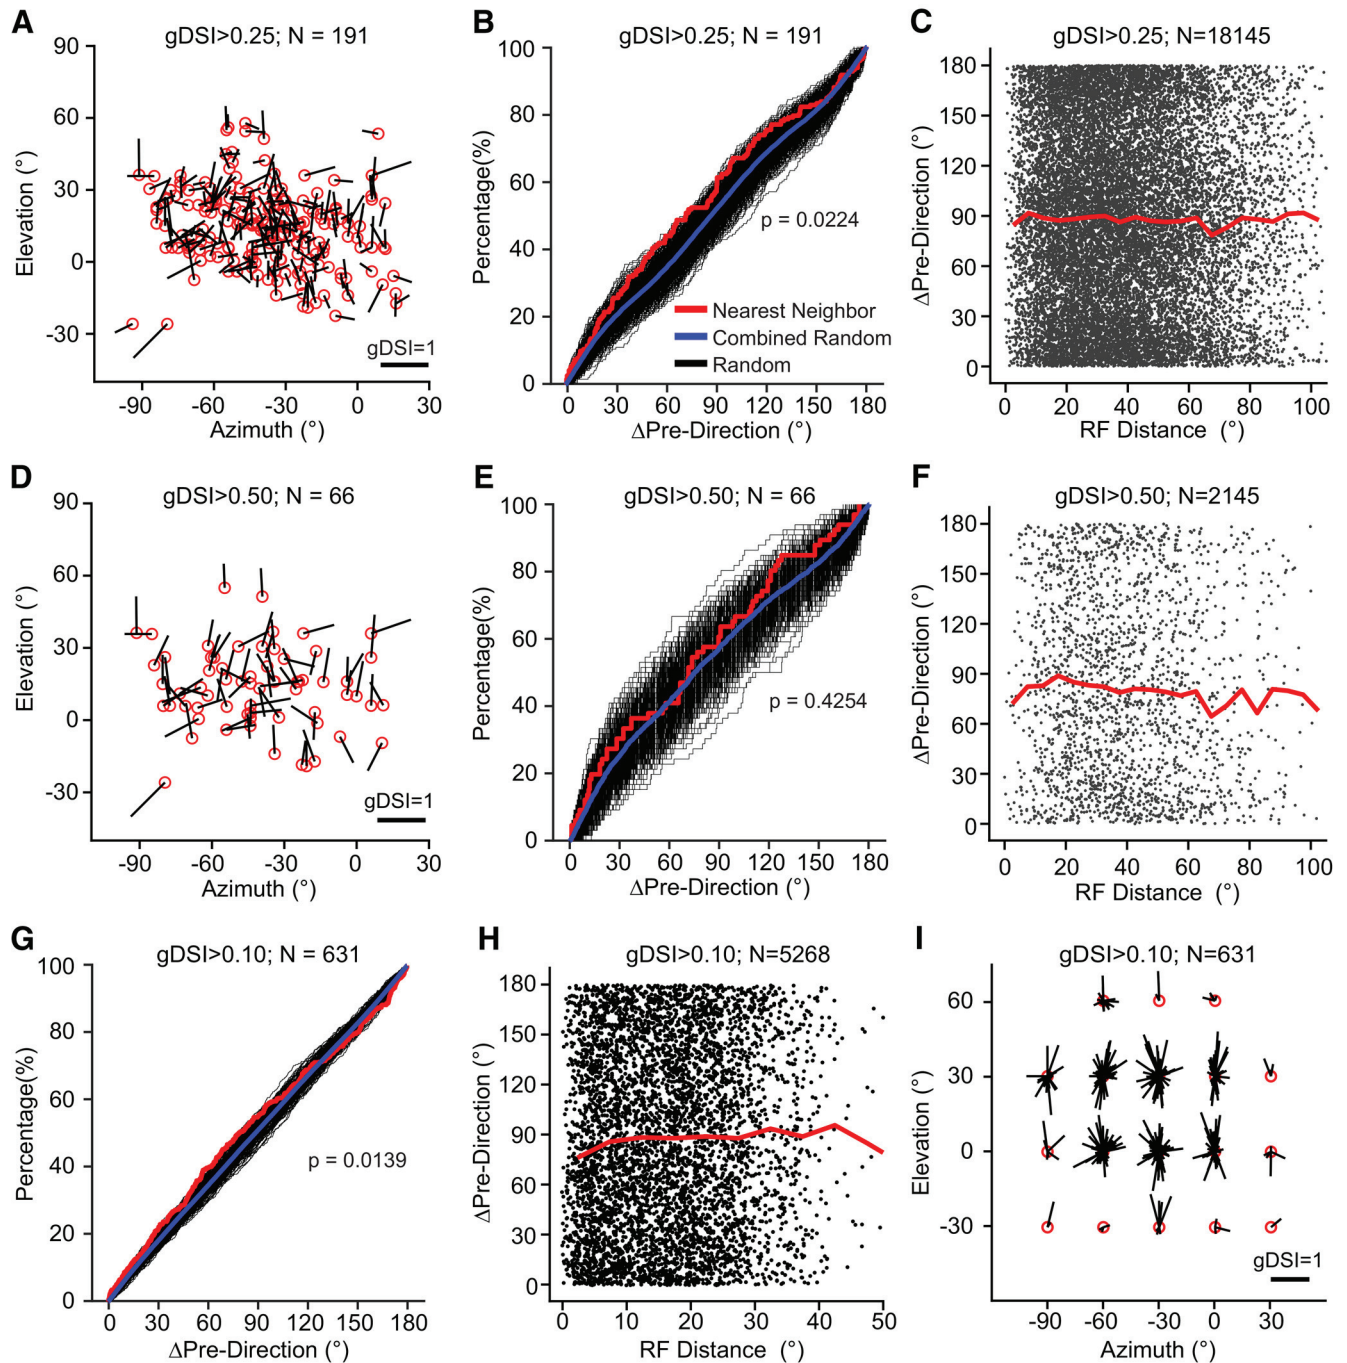 A
gDSI>0.25; N = 191
90
60
30
0
-30
Elevation (°)
-90 -60 -30 0 30
Azimuth (°)
gDSI=1
B
gDSI>0.25; N = 191
100
80
60
40
20
0
Percentage(%)
p = 0.0224
Nearest Neighbor
Combined Random
Random
0 30 60 90 120 150 180
ΔPre-Direction (°)
C
gDSI>0.25; N=18145
180
150
120
90
60
30
0
ΔPre-Direction (°)
0 20 40 60 80 100
RF Distance (°)
D
gDSI>0.50; N = 66
90
60
30
0
-30
Elevation (°)
gDSI=1
-90 -60 -30 0 30
Azimuth (°)
E
gDSI>0.50; N = 66
100
80
60
40
20
0
Percentage(%)
p = 0.4254
0 30 60 90 120 150 180
ΔPre-Direction (°)
F
gDSI>0.50; N=2145
180
150
120
90
60
30
0
ΔPre-Direction (°)
0 20 40 60 80 100
RF Distance (°)
G
gDSI>0.10; N = 631
100
80
60
40
20
0
Percentage(%)
p = 0.0139
0 30 60 90 120 150 180
ΔPre-Direction (°)
H
gDSI>0.10; N=5268
180
150
120
90
60
30
0
ΔPre-Direction (°)
0 10 20 30 40 50
RF Distance (°)
I
gDSI>0.10; N=631
60
30
0
-30
Elevation (°)
gDSI=1
-90 -60 -30 0 30
Azimuth (°)